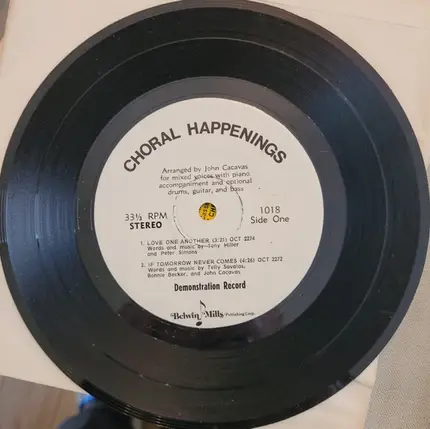 CHORAL HAPPENINGS
Arranged by John Cacavas
for mixed voices with piano
accompaniment and optional
drums, guitar, and bass
33⅓ RPM
STEREO
1018
Side One
1. LOVE ONE ANOTHER (3:21) OCT 2274
Words and music by Tony Hiller
and Peter Simons
2. IF TOMORROW NEVER COMES (4:26) OCT 2272
Words and music by Telly Savalas,
Ronnie Becker, and John Cacavas
Demonstration Record
Belwin Mills Publishing Corp.